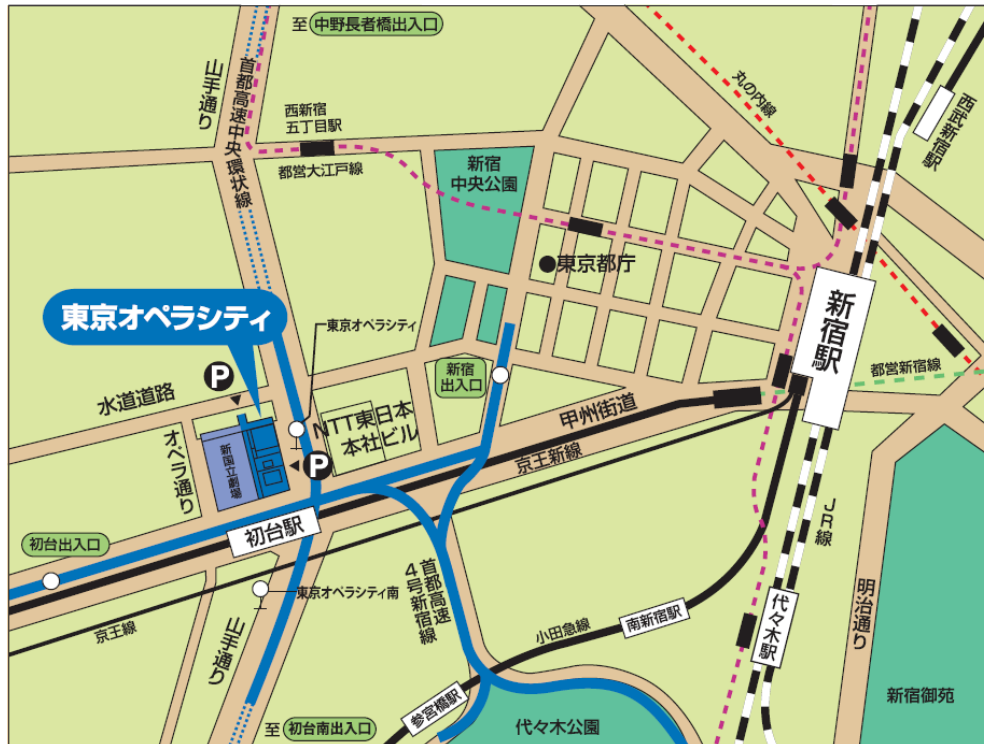 至 中野長者橋出入口
山手通り
首都高速中央環状線
西新宿
五丁目駅
都営大江戸線
新宿
中央公園
丸の内線
西武新宿駅
東京都庁
新宿駅
東京オペラシティ
東京オペラシティ
P
水道道路
オペラ通り
新国立劇場
NTT東日本
本社ビル
P
新宿
出入口
甲州街道
京王新線
都営新宿線
初台駅
初台出入口
東京オペラシティ南
京王線
山手通り
首都高速
4号新宿線
小田急線
南新宿駅
参宮橋駅
JR線
代々木駅
明治通り
新宿御苑
代々木公園
至 初台南出入口